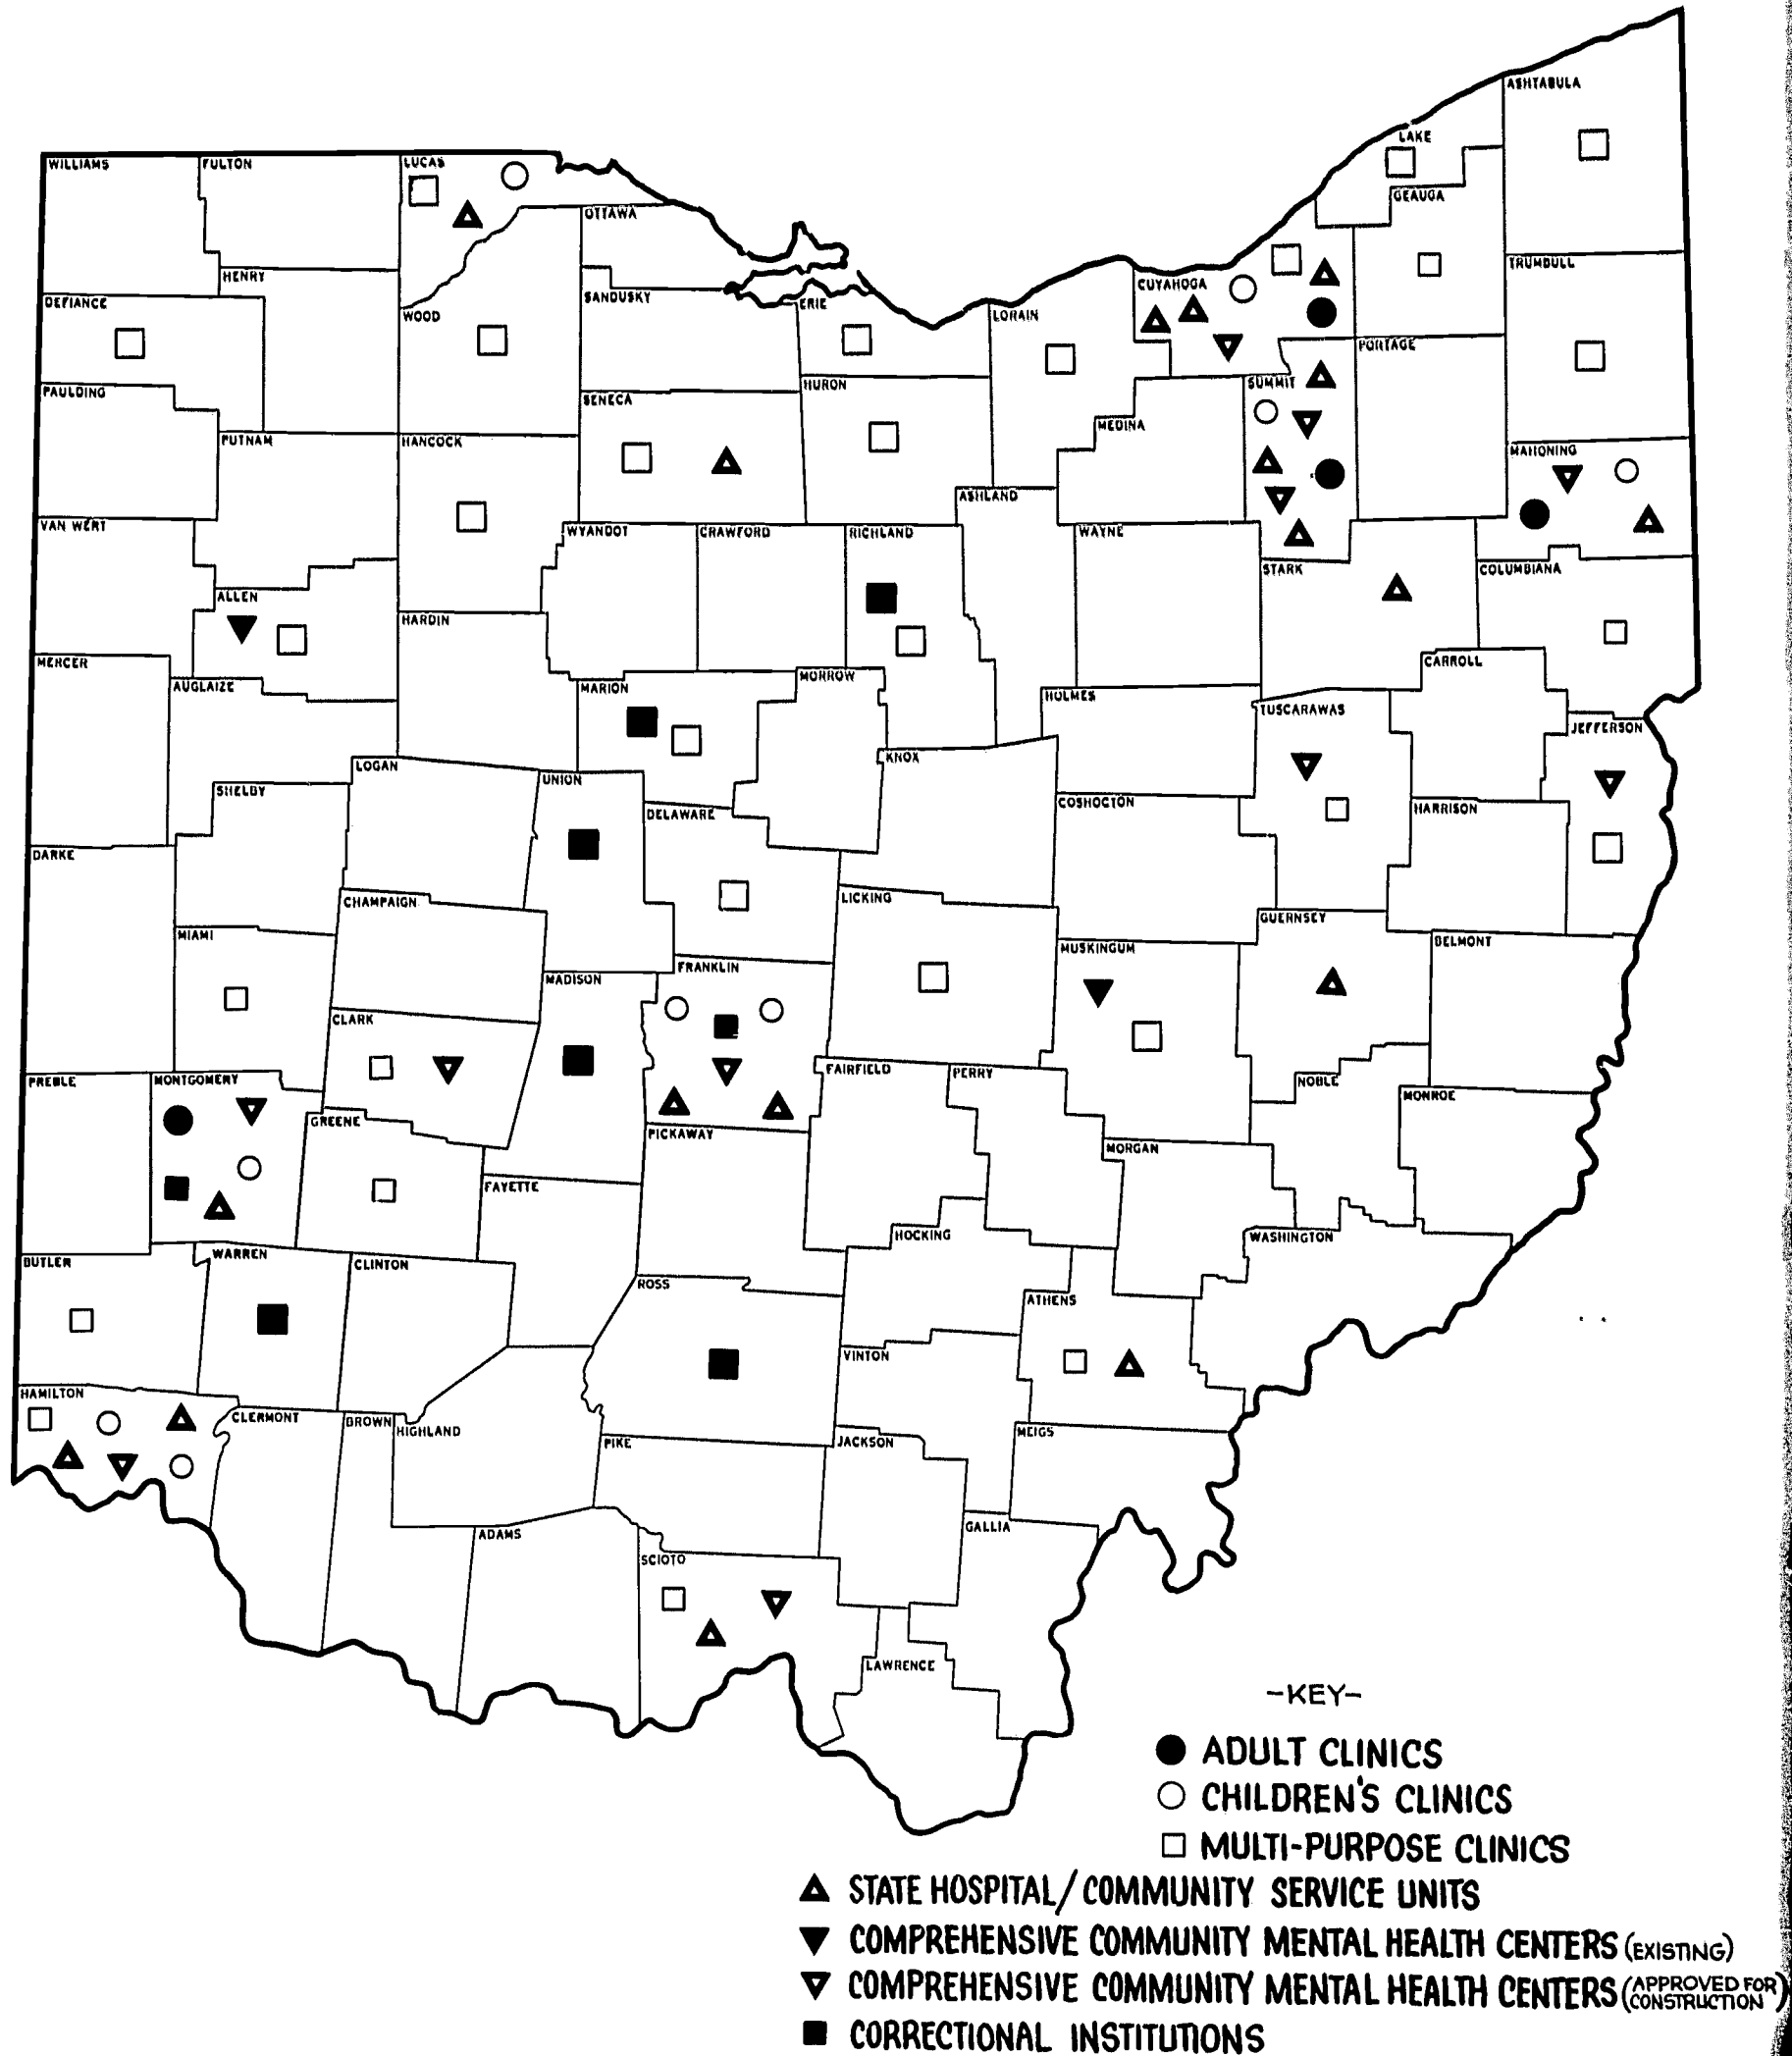 ASHTABULA
LAKE
WILLIAMS
FULTON
LUCAS
GEAUGA
OTTAWA
TRUMBULL
HENRY
CUYAHOGA
DEFIANCE
SANDUSKY
ERIE
WOOD
LORAIN
PORTAGE
PAULDING
HURON
SUMMIT
SENECA
MEDINA
PUTNAM
HANCOCK
MAHONING
ASHLAND
VAN WERT
WYANDOT
CRAWFORD
RICHLAND
WAYNE
STARK
COLUMBIANA
ALLEN
HARDIN
MERCER
CARROLL
AUGLAIZE
MARION
MORROW
HOLMES
TUSCARAWAS
JEFFERSON
KNOX
LOGAN
UNION
SHELBY
COSHOCTON
HARRISON
DELAWARE
DARKE
CHAMPAIGN
LICKING
GUERNSEY
MIAMI
BELMONT
MUSKINGUM
FRANKLIN
MADISON
CLARK
FAIRFIELD
PERRY
PREBLE
MONTGOMERY
NOBLE
MONROE
GREENE
PICKAWAY
MORGAN
FAYETTE
HOCKING
WASHINGTON
BUTLER
WARREN
CLINTON
ROSS
ATHENS
VINTON
HAMILTON
CLERMONT
BROWN
HIGHLAND
PIKE
JACKSON
MEIGS
ADAMS
GALLIA
SCIOTO
LAWRENCE
-KEY-
ADULT CLINICS
CHILDREN'S CLINICS
MULTI-PURPOSE CLINICS
STATE HOSPITAL/COMMUNITY SERVICE UNITS
COMPREHENSIVE COMMUNITY MENTAL HEALTH CENTERS (EXISTING)
COMPREHENSIVE COMMUNITY MENTAL HEALTH CENTERS (APPROVED FOR CONSTRUCTION)
CORRECTIONAL INSTITUTIONS